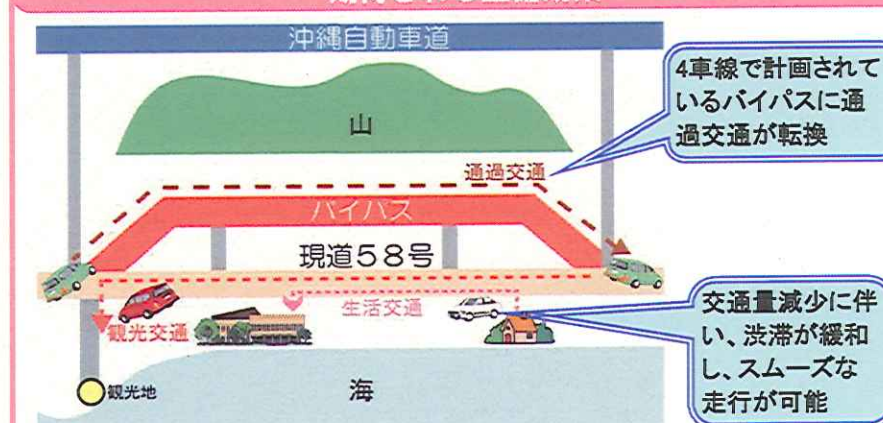 沖縄自動車道
4車線で計画されて
いるバイパスに通
過交通が転換
山
通過交通
バイパス
現道58号
生活交通
観光交通
交通量減少に伴
い、渋滞が緩和
し、スムーズな
走行が可能
観光地
海